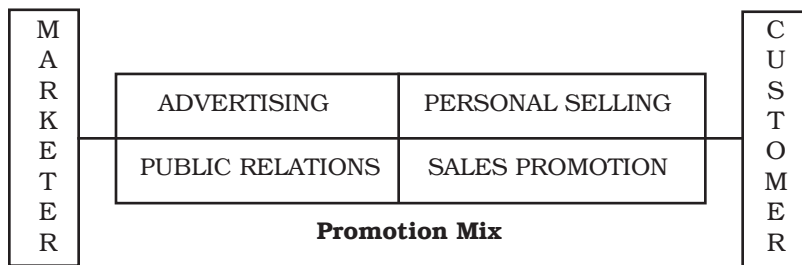 MARKETER
ADVERTISING
PERSONAL SELLING
PUBLIC RELATIONS
SALES PROMOTION
Promotion Mix
CUSTOMER